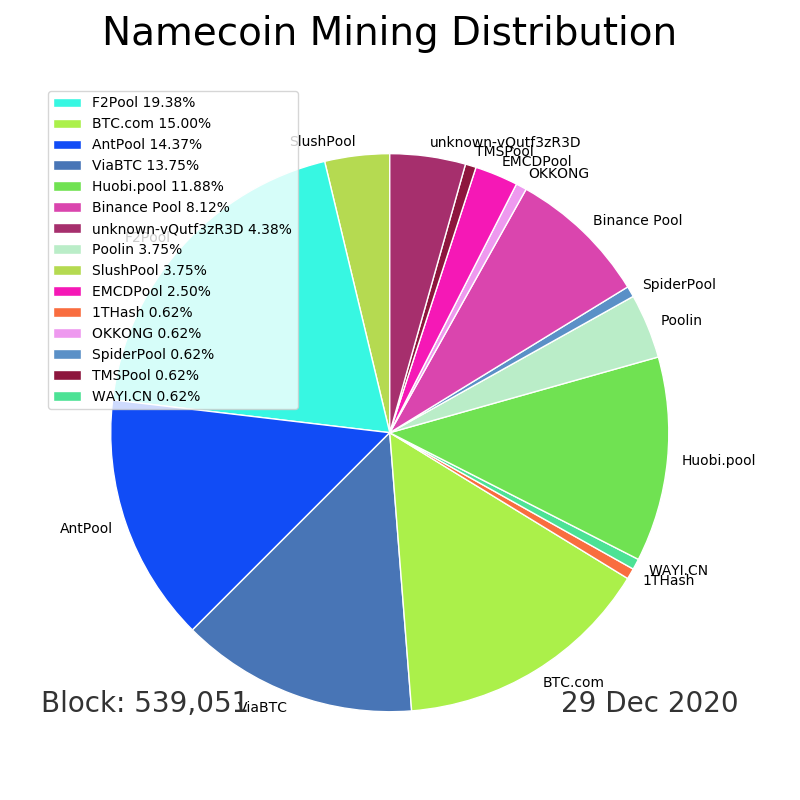 Namecoin Mining Distribution
F2Pool 19.38%
BTC.com 15.00%
AntPool 14.37%
ViaBTC 13.75%
Huobi.pool 11.88%
Binance Pool 8.12%
unknown-vQutf3zR3D 4.38%
Poolin 3.75%
SlushPool 3.75%
EMCDPool 2.50%
1THash 0.62%
OKKONG 0.62%
SpiderPool 0.62%
TMSPool 0.62%
WAYI.CN 0.62%
SlushPool
unknown-vQutf3zR3D
TMSPool
EMCDPool
OKKONG
Binance Pool
F2Pool
SpiderPool
Poolin
Huobi.pool
AntPool
WAYI.CN
1THash
BTC.com
ViaBTC
Block: 539,051
29 Dec 2020